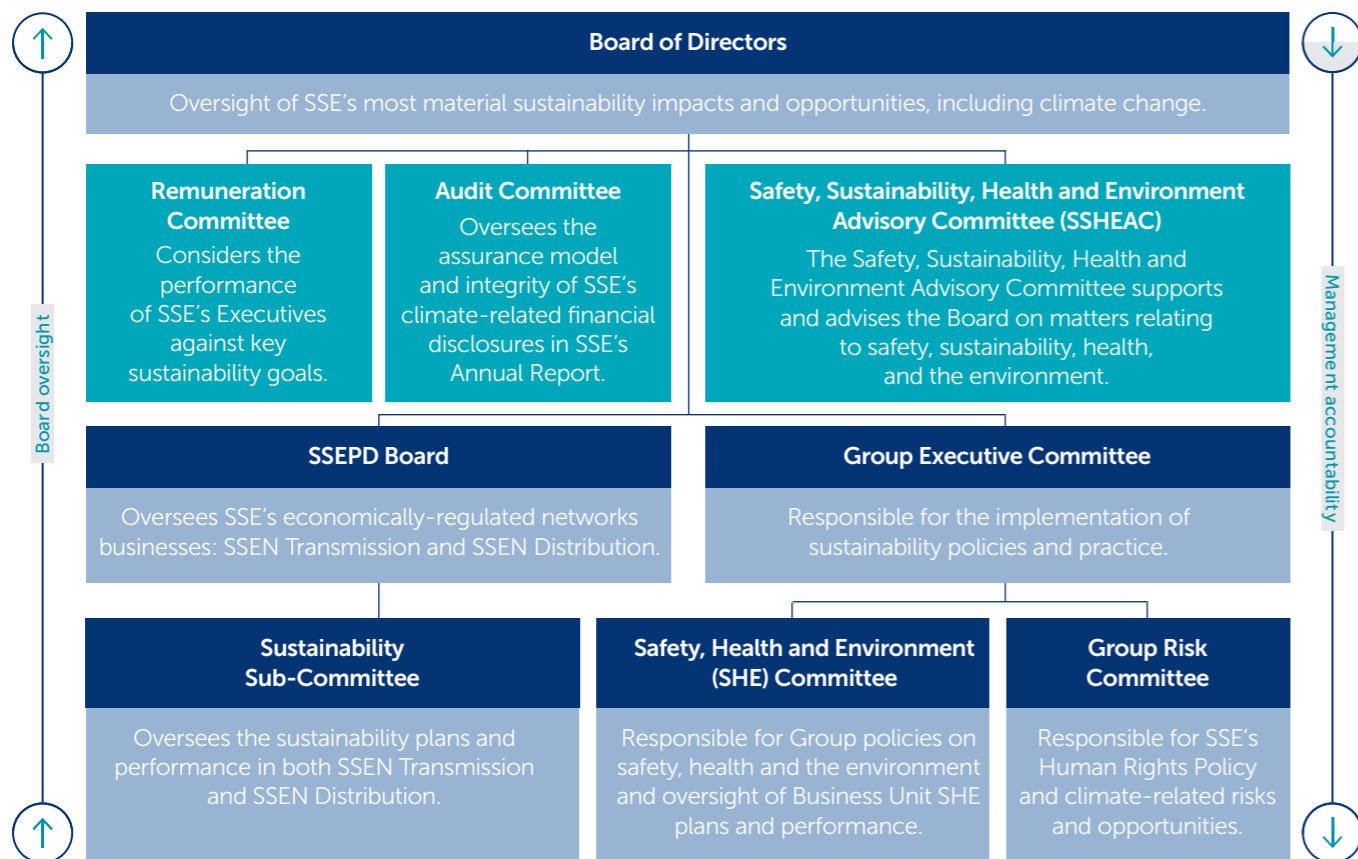 Board of Directors
Oversight of SSE's most material sustainability impacts and opportunities, including climate change.
Remuneration
Committee
Considers the
performance
of SSE's Executives
against key
sustainability goals.
Audit Committee
Oversees the
assurance model
and integrity of SSE's
climate-related financial
disclosures in SSE's
Annual Report.
Safety, Sustainability, Health and Environment
Advisory Committee (SSHEAC)
The Safety, Sustainability, Health and
Environment Advisory Committee supports
and advises the Board on matters relating
to safety, sustainability, health,
and the environment.
Board oversight
Management accountability
SSEPD Board
Oversees SSE's economically-regulated networks
businesses: SSEN Transmission and SSEN Distribution.
Group Executive Committee
Responsible for the implementation of
sustainability policies and practice.
Sustainability
Sub-Committee
Oversees the sustainability plans and
performance in both SSEN Transmission
and SSEN Distribution.
Safety, Health and Environment
(SHE) Committee
Responsible for Group policies on
safety, health and the environment
and oversight of Business Unit SHE
plans and performance.
Group Risk
Committee
Responsible for SSE's
Human Rights Policy
and climate-related risks
and opportunities.